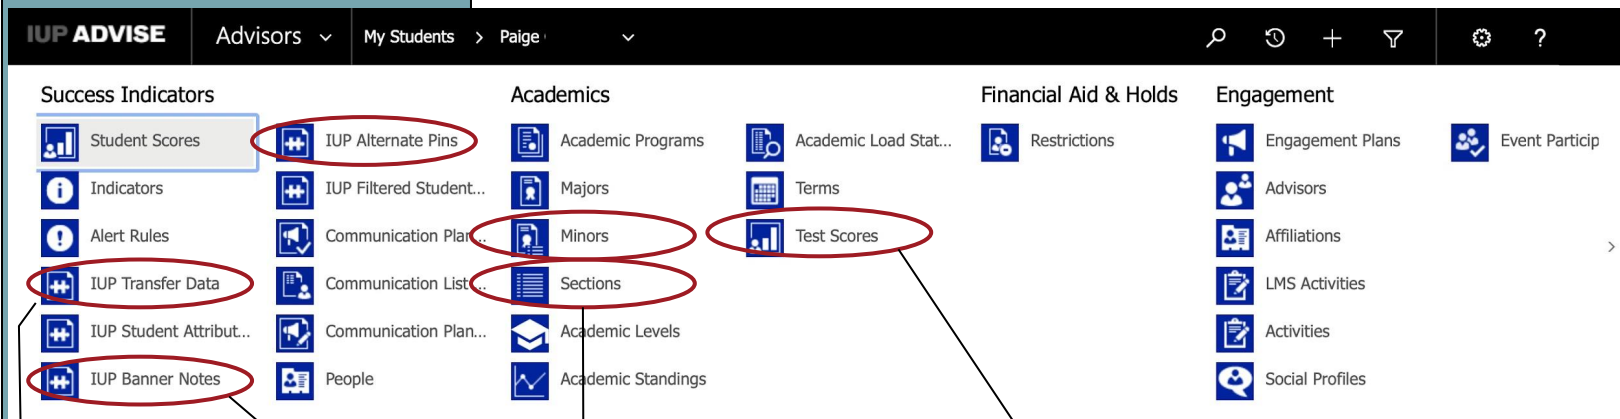 IUP ADVISE Advisors My Students > Paige ?
Success Indicators
Student Scores
Indicators
Alert Rules
IUP Transfer Data
IUP Student Attribut...
IUP Banner Notes
IUP Alternate Pins
IUP Filtered Student...
Communication Plan...
Communication List...
Communication Plan...
People
Academics
Academic Programs
Majors
Minors
Sections
Academic Levels
Academic Standings
Academic Load Stat...
Terms
Test Scores
Financial Aid & Holds
Restrictions
Engagement
Engagement Plans
Advisors
Affiliations
LMS Activities
Activities
Social Profiles
Event Particip